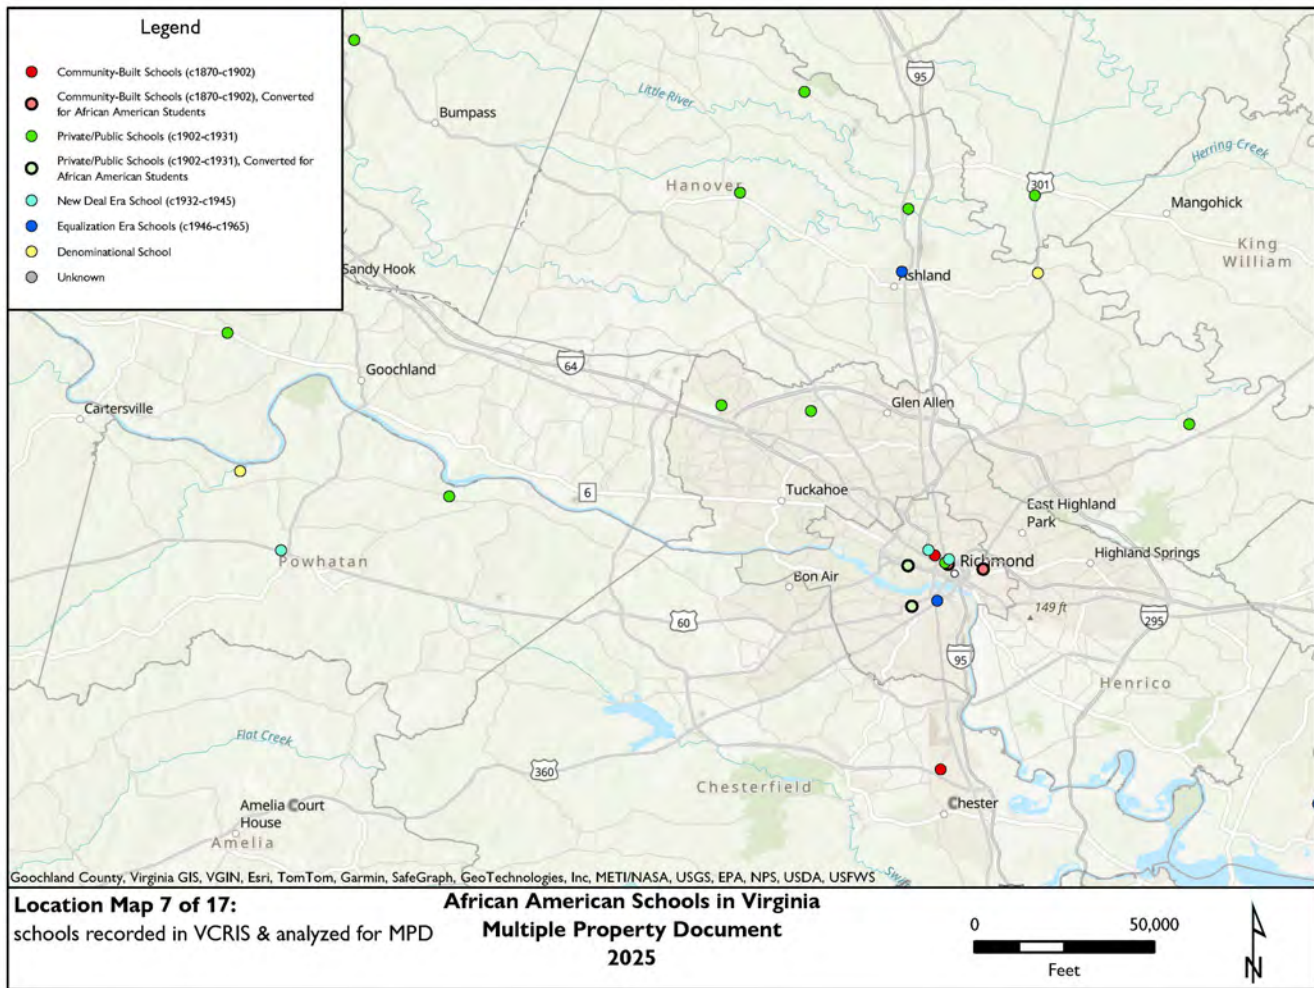 Legend
Community-Built Schools (c1870-c1902)
Community-Built Schools (c1870-c1902), Converted
for African American Students
Private/Public Schools (c1902-c1931)
Private/Public Schools (c1902-c1931), Converted for
African American Students
New Deal Era School (c1932-c1945)
Equalization Era Schools (c1946-c1965)
Denominational School
Unknown
95
Little River
Bumpass
Herring Creek
Hanover
301
Mangohick
King
William
Sandy Hook
Ashland
64
Goochland
Cartersville
Glen Allen
Tuckahoe
6
East Highland
Park
Powhatan
Richmond
Highland Springs
Bon Air
149 ft
60
295
95
Henrico
Flat Creek
360
Chesterfield
Amelia Court
House
Chester
Amelia
Swift
Goochland County, Virginia GIS, VGIN, Esri, TomTom, Garmin, SafeGraph, GeoTechnologies, Inc, METI/NASA, USGS, EPA, NPS, USDA, USFWS
Location Map 7 of 17:
schools recorded in VCRIS & analyzed for MPD
African American Schools in Virginia
Multiple Property Document
2025
0 50,000
Feet
N